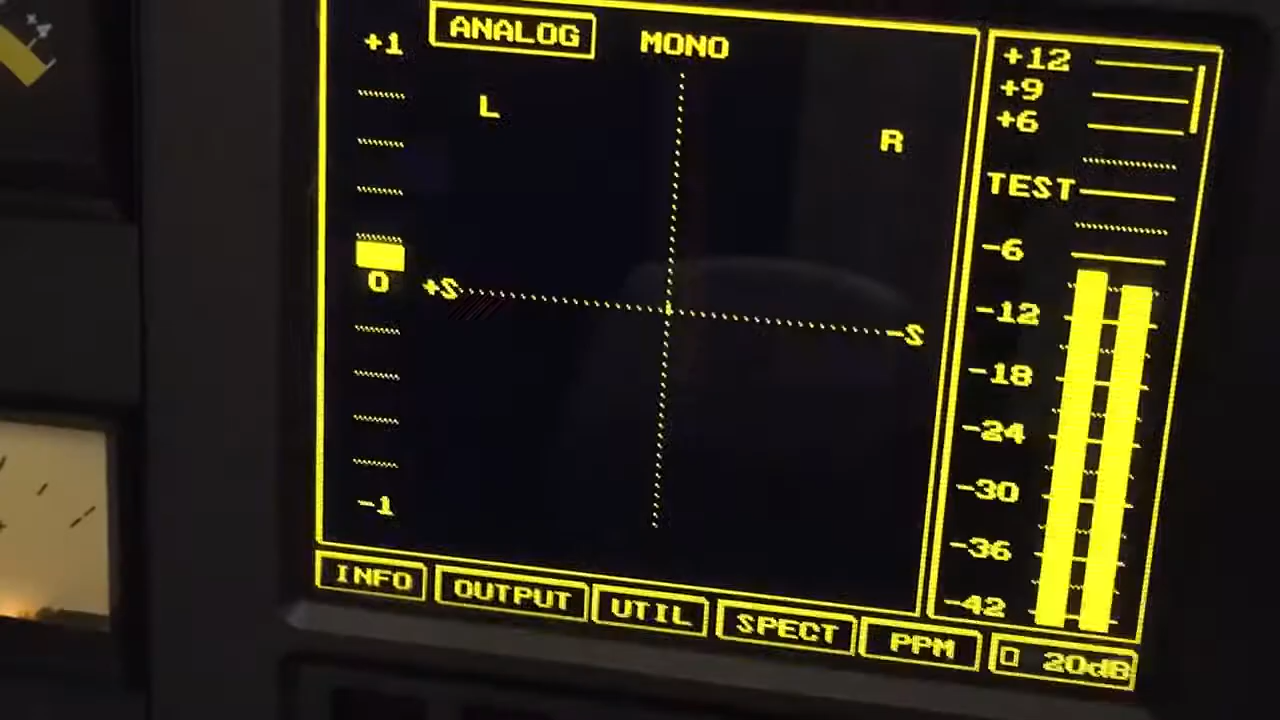 ANALOG
MONO
+1
L
R
0
+S
-S
-1
+12
+9
+6
TEST
-6
-12
-18
-24
-30
-36
-42
INFO
OUTPUT
UTIL
SPECT
PPM
20dB